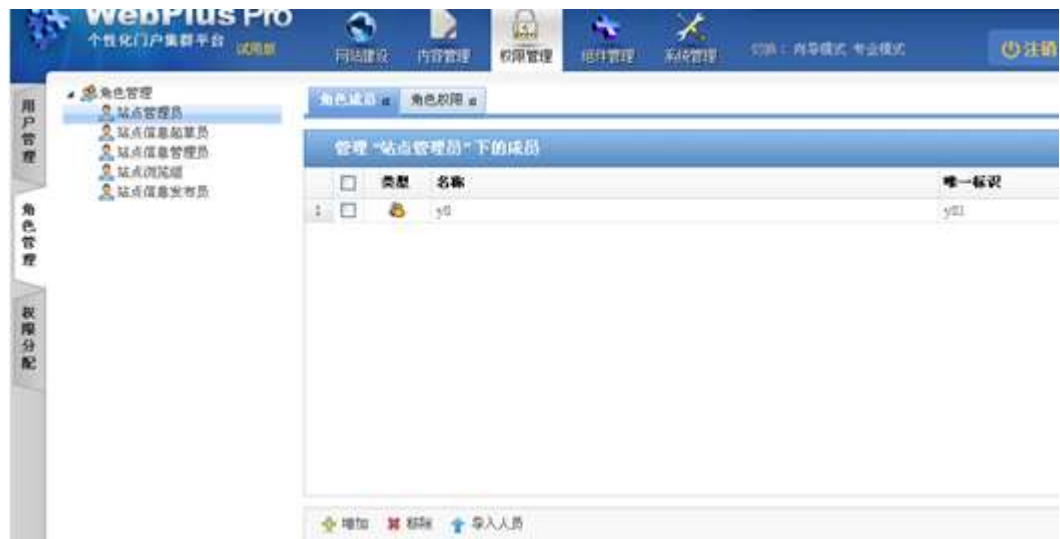 WebPlus Pro
个性化门户集群平台 试用版
网站建设 内容管理 权限管理 组件管理 系统管理 切换：向导模式 专业模式 注销
用户管理
角色管理
权限分配
角色管理
站点管理员
站点信息起草员
站点信息管理员
站点浏览组
站点信息发布员
角色成员 角色权限
管理 "站点管理员" 下的成员
类型 名称 唯一标识
增加 移除 导入人员